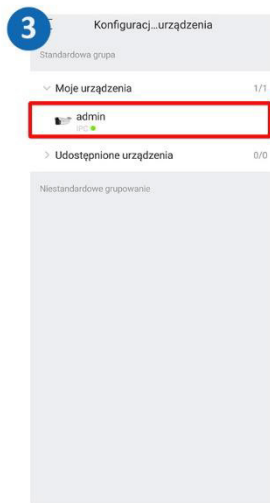 3
Konfiguracj...urządzenia
Standardowa grupa
Moje urządzenia 1/1
admin
IPC
Udostępnione urządzenia 0/0
Niestandardowe grupowanie